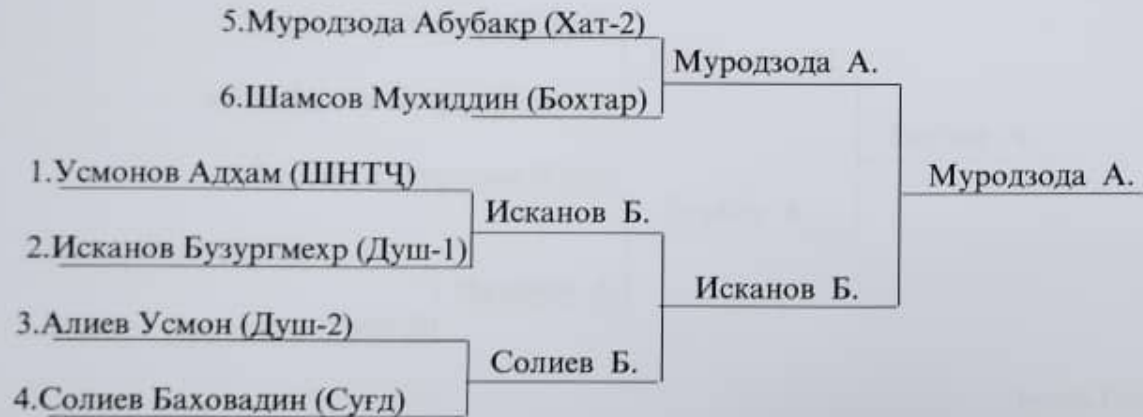 5.Муродзода Абубакр (Хат-2)
Муродзода А.
6.Шамсов Мухиддин (Бохтар)
1.Усмонов Адҳам (ШНТҶ)
Муродзода А.
Исканов Б.
2.Исканов Бузургмехр (Душ-1)
Исканов Б.
3.Алиев Усмон (Душ-2)
Солиев Б.
4.Солиев Баховадин (Суғд)